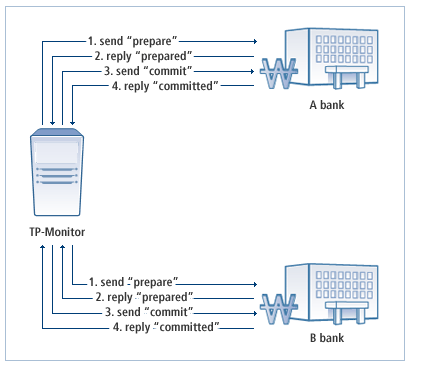 1. send “prepare”
2. reply “prepared”
3. send “commit”
4. reply “committed”
A bank
TP-Monitor
1. send “prepare”
2. reply “prepared”
3. send “commit”
4. reply “committed”
B bank